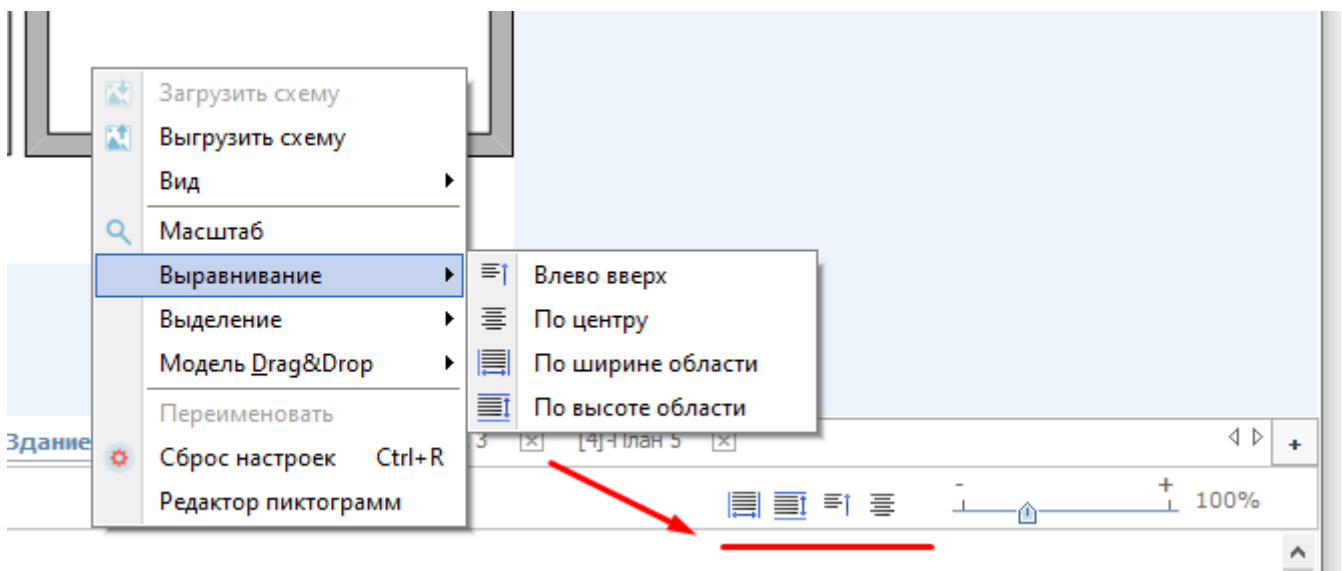 Загрузить схему
Выгрузить схему
Вид
Масштаб
Выравнивание
Влево вверх
Выделение
По центру
Модель Drag&Drop
По ширине области
Переименовать
По высоте области
Здание
3
[4]-План 5
+
Сброс настроек Ctrl+R
Редактор пиктограмм
- + 100%